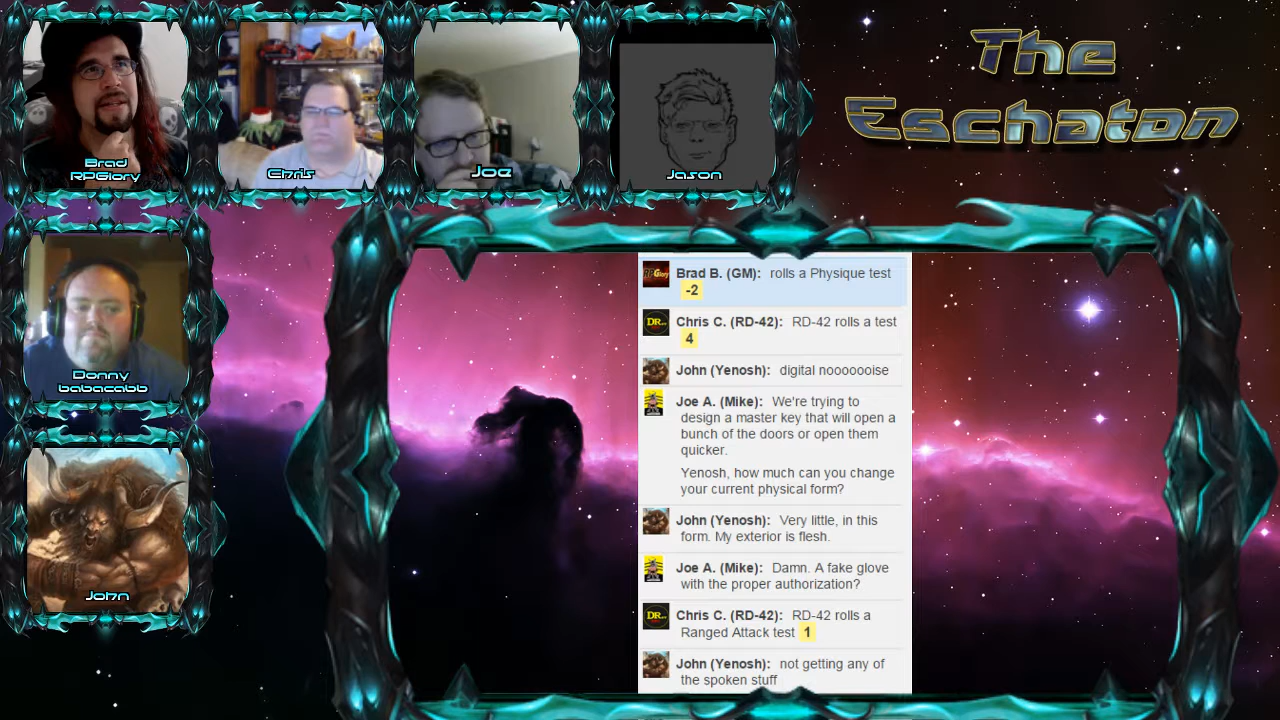 The
Eschaton
Brad
RPGlory
Chris
Joe
Jason
Donny
babacabb
John
RPGlory
Brad B. (GM): rolls a Physique test
-2
DR..
Chris C. (RD-42): RD-42 rolls a test
4
John (Yenosh): digital nooooooise
Joe A. (Mike): We're trying to
design a master key that will open a
bunch of the doors or open them
quicker.
Yenosh, how much can you change
your current physical form?
John (Yenosh): Very little, in this
form. My exterior is flesh.
Joe A. (Mike): Damn. A fake glove
with the proper authorization?
DR..
Chris C. (RD-42): RD-42 rolls a
Ranged Attack test 1
John (Yenosh): not getting any of
the spoken stuff